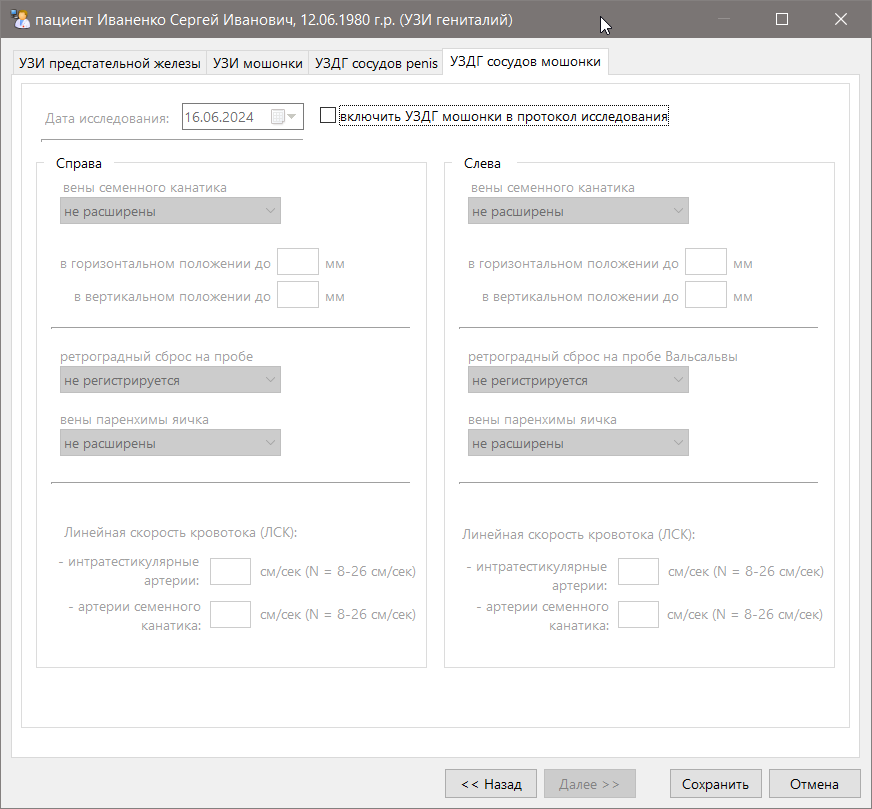 пациент Иваненко Сергей Иванович, 12.06.1980 г.р. (УЗИ гениталий)
УЗИ предстательной железы УЗИ мошонки УЗДГ сосудов penis УЗДГ сосудов мошонки
Дата исследования: 16.06.2024 включить УЗДГ мошонки в протокол исследования
Справа
вены семенного канатика
не расширены
в горизонтальном положении до мм
в вертикальном положении до мм
ретроградный сброс на пробе
не регистрируется
вены паренхимы яичка
не расширены
Линейная скорость кровотока (ЛСК):
- интратестикулярные
артерии: см/сек (N = 8-26 см/сек)
- артерии семенного
канатика: см/сек (N = 8-26 см/сек)
Слева
вены семенного канатика
не расширены
в горизонтальном положении до мм
в вертикальном положении до мм
ретроградный сброс на пробе Вальсальвы
не регистрируется
вены паренхимы яичка
не расширены
Линейная скорость кровотока (ЛСК):
- интратестикулярные
артерии: см/сек (N = 8-26 см/сек)
- артерии семенного
канатика: см/сек (N = 8-26 см/сек)
<< Назад Далее >> Сохранить Отмена